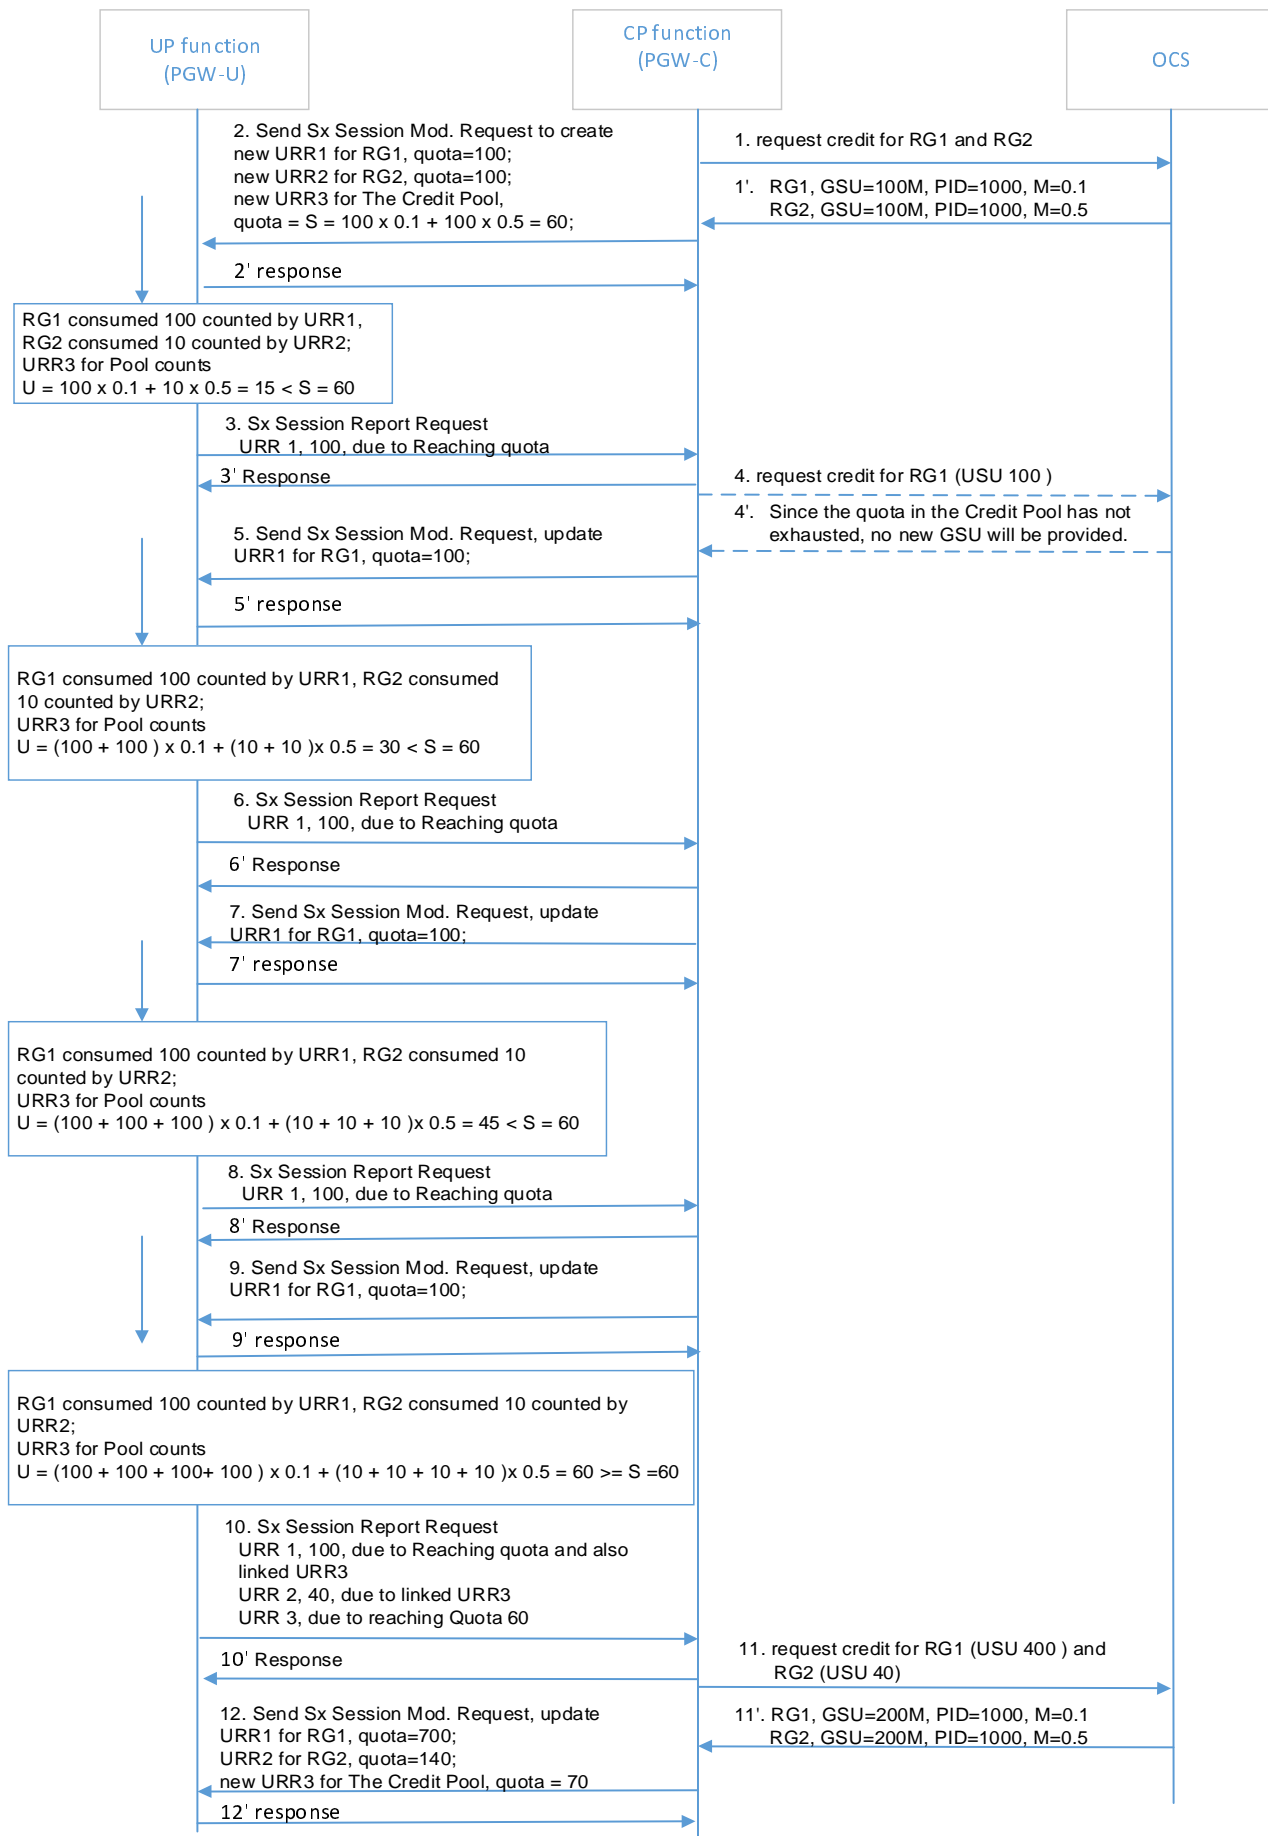 UP function
(PGW-U)
CP function
(PGW-C)
OCS
2. Send Sx Session Mod. Request to create
new URR1 for RG1, quota=100;
new URR2 for RG2, quota=100;
new URR3 for The Credit Pool,
quota = S = 100 x 0.1 + 100 x 0.5 = 60;
1. request credit for RG1 and RG2
1'. RG1, GSU=100M, PID=1000, M=0.1
RG2, GSU=100M, PID=1000, M=0.5
2' response
RG1 consumed 100 counted by URR1,
RG2 consumed 10 counted by URR2;
URR3 for Pool counts
U = 100 x 0.1 + 10 x 0.5 = 15 < S = 60
3. Sx Session Report Request
URR 1, 100, due to Reaching quota
3' Response
4. request credit for RG1 (USU 100 )
4'. Since the quota in the Credit Pool has not
exhausted, no new GSU will be provided.
5. Send Sx Session Mod. Request, update
URR1 for RG1, quota=100;
5' response
RG1 consumed 100 counted by URR1, RG2 consumed
10 counted by URR2;
URR3 for Pool counts
U = (100 + 100 ) x 0.1 + (10 + 10 )x 0.5 = 30 < S = 60
6. Sx Session Report Request
URR 1, 100, due to Reaching quota
6' Response
7. Send Sx Session Mod. Request, update
URR1 for RG1, quota=100;
7' response
RG1 consumed 100 counted by URR1, RG2 consumed 10
counted by URR2;
URR3 for Pool counts
U = (100 + 100 + 100 ) x 0.1 + (10 + 10 + 10 )x 0.5 = 45 < S = 60
8. Sx Session Report Request
URR 1, 100, due to Reaching quota
8' Response
9. Send Sx Session Mod. Request, update
URR1 for RG1, quota=100;
9' response
RG1 consumed 100 counted by URR1, RG2 consumed 10 counted by
URR2;
URR3 for Pool counts
U = (100 + 100 + 100+ 100 ) x 0.1 + (10 + 10 + 10 + 10 )x 0.5 = 60 >= S =60
10. Sx Session Report Request
URR 1, 100, due to Reaching quota and also
linked URR3
URR 2, 40, due to linked URR3
URR 3, due to reaching Quota 60
10' Response
11. request credit for RG1 (USU 400 ) and
RG2 (USU 40)
12. Send Sx Session Mod. Request, update
URR1 for RG1, quota=700;
URR2 for RG2, quota=140;
new URR3 for The Credit Pool, quota = 70
11'. RG1, GSU=200M, PID=1000, M=0.1
RG2, GSU=200M, PID=1000, M=0.5
12' response